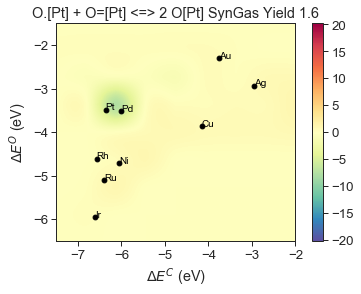 O.[Pt] + O=[Pt] <=> 2 O[Pt] SynGas Yield 1.6
ΔE^O (eV)
−2
−3
−4
−5
−6
Au
Ag
Pt
Pd
Cu
Rh
Ni
Ru
Ir
−7
−6
−5
−4
−3
−2
ΔE^C (eV)
20
15
10
5
0
−5
−10
−15
−20